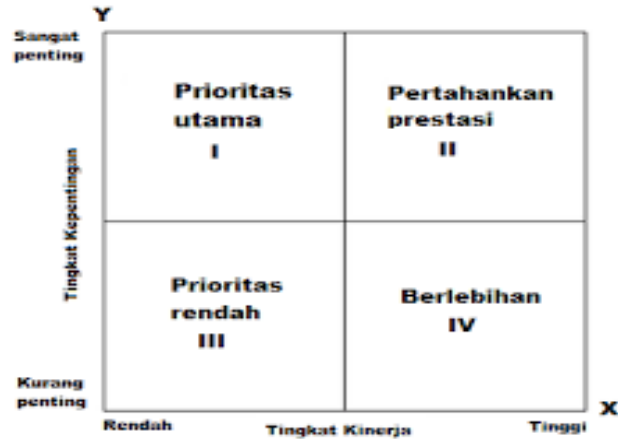 Y
Sangat
penting
Prioritas
utama
I
Pertahankan
prestasi
II
Tingkat Kepentingan
Prioritas
rendah
III
Berlebihan
IV
Kurang
penting
X
Rendah
Tingkat Kinerja
Tinggi